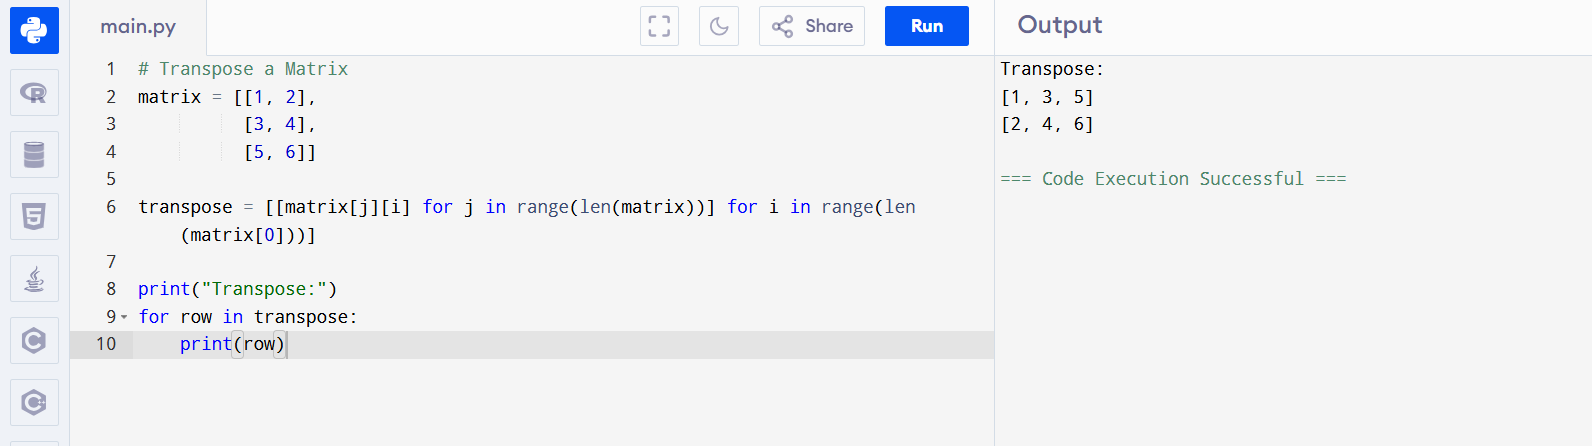 main.py
Share
Run
Output
1 # Transpose a Matrix
2 matrix = [[1, 2],
3           [3, 4],
4           [5, 6]]
5
6 transpose = [[matrix[j][i] for j in range(len(matrix))] for i in range(len
    (matrix[0]))]
7
8 print("Transpose:")
9 for row in transpose:
10     print(row)
Transpose:
[1, 3, 5]
[2, 4, 6]
=== Code Execution Successful ===
R
5
C
C+